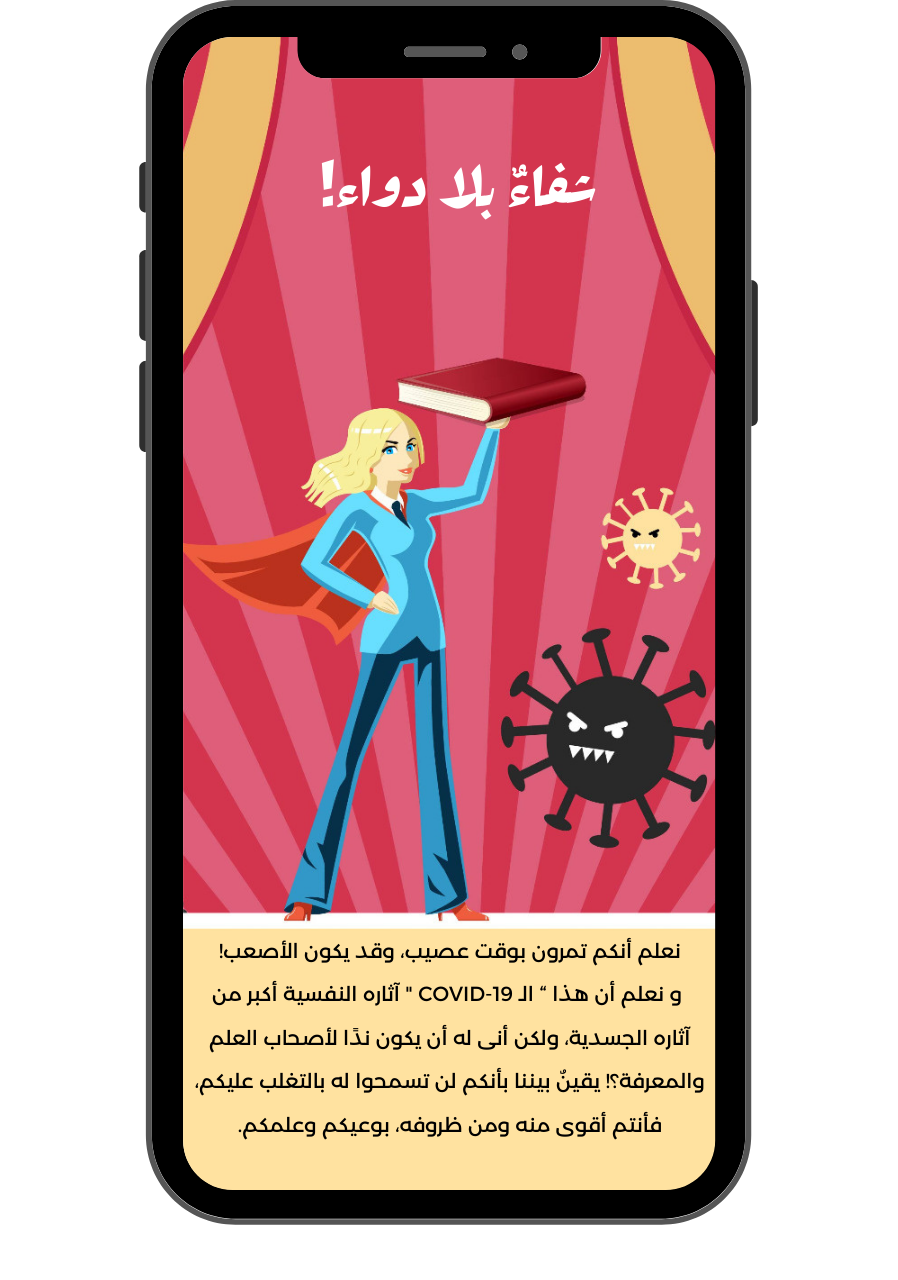 شفاءٌ بلا دواء!
نعلم أنكم تمرون بوقت عصيب، وقد يكون الأصعب!
و نعلم أن هذا “ الـ COVID-19 " آثاره النفسية أكبر من
آثاره الجسدية، ولكن أنى له أن يكون ندًا لأصحاب العلم
والمعرفة؟! يقينٌ بيننا بأنكم لن تسمحوا له بالتغلب عليكم،
فأنتم أقوى منه ومن ظروفه، بوعيكم وعلمكم.